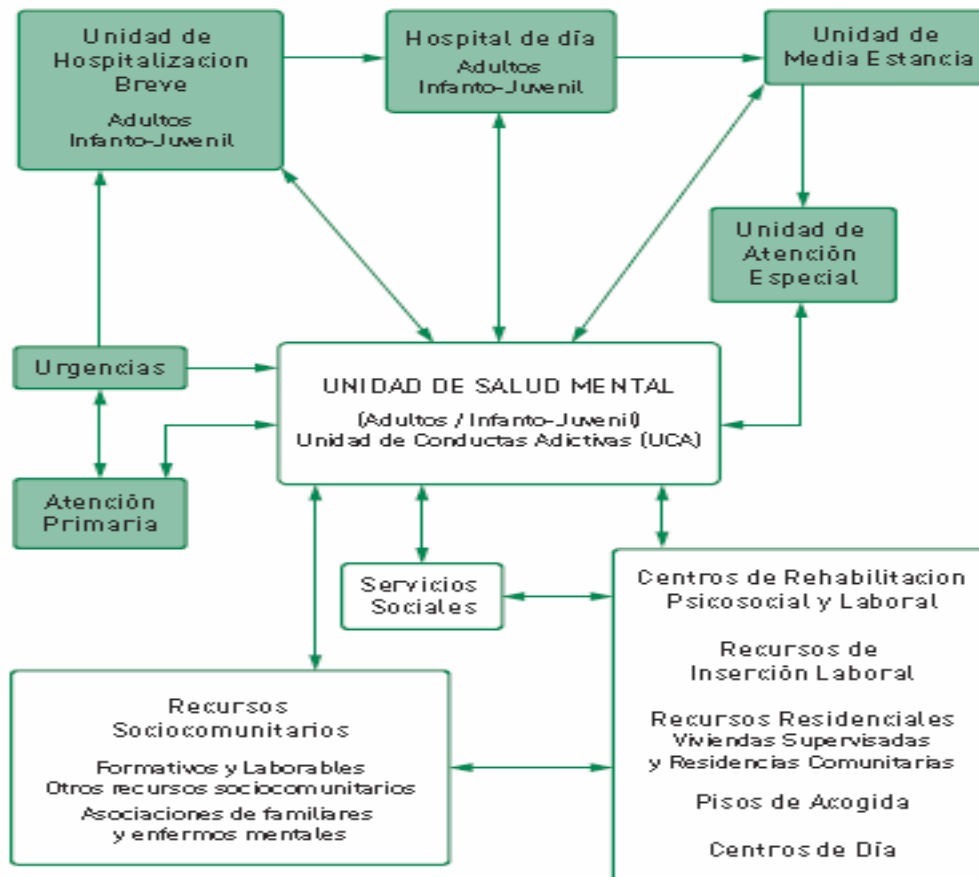 Unidad de
Hospitalizacion
Breve
Adultos
Infanto-Juvenil
Hospital de día
Adultos
Infanto-Juvenil
Unidad de
Media Estancia
Unidad de
Atención
Especial
Urgencias
UNIDAD DE SALUD MENTAL
(Adultos / Infanto-Juvenil)
Unidad de Conductas Adictivas (UCA)
Atención
Primaria
Servicios
Sociales
Centros de Rehabilitacion
Psicosocial y Laboral
Recursos de
Inserción Laboral
Recursos Residenciales
Viviendas Supervisadas
y Residencias Comunitarias
Pisos de Acogida
Centros de Día
Recursos
Sociocomunitarios
Formativos y Laborables
Otros recursos sociocomunitarios
Asociaciones de familiares
y enfermos mentales